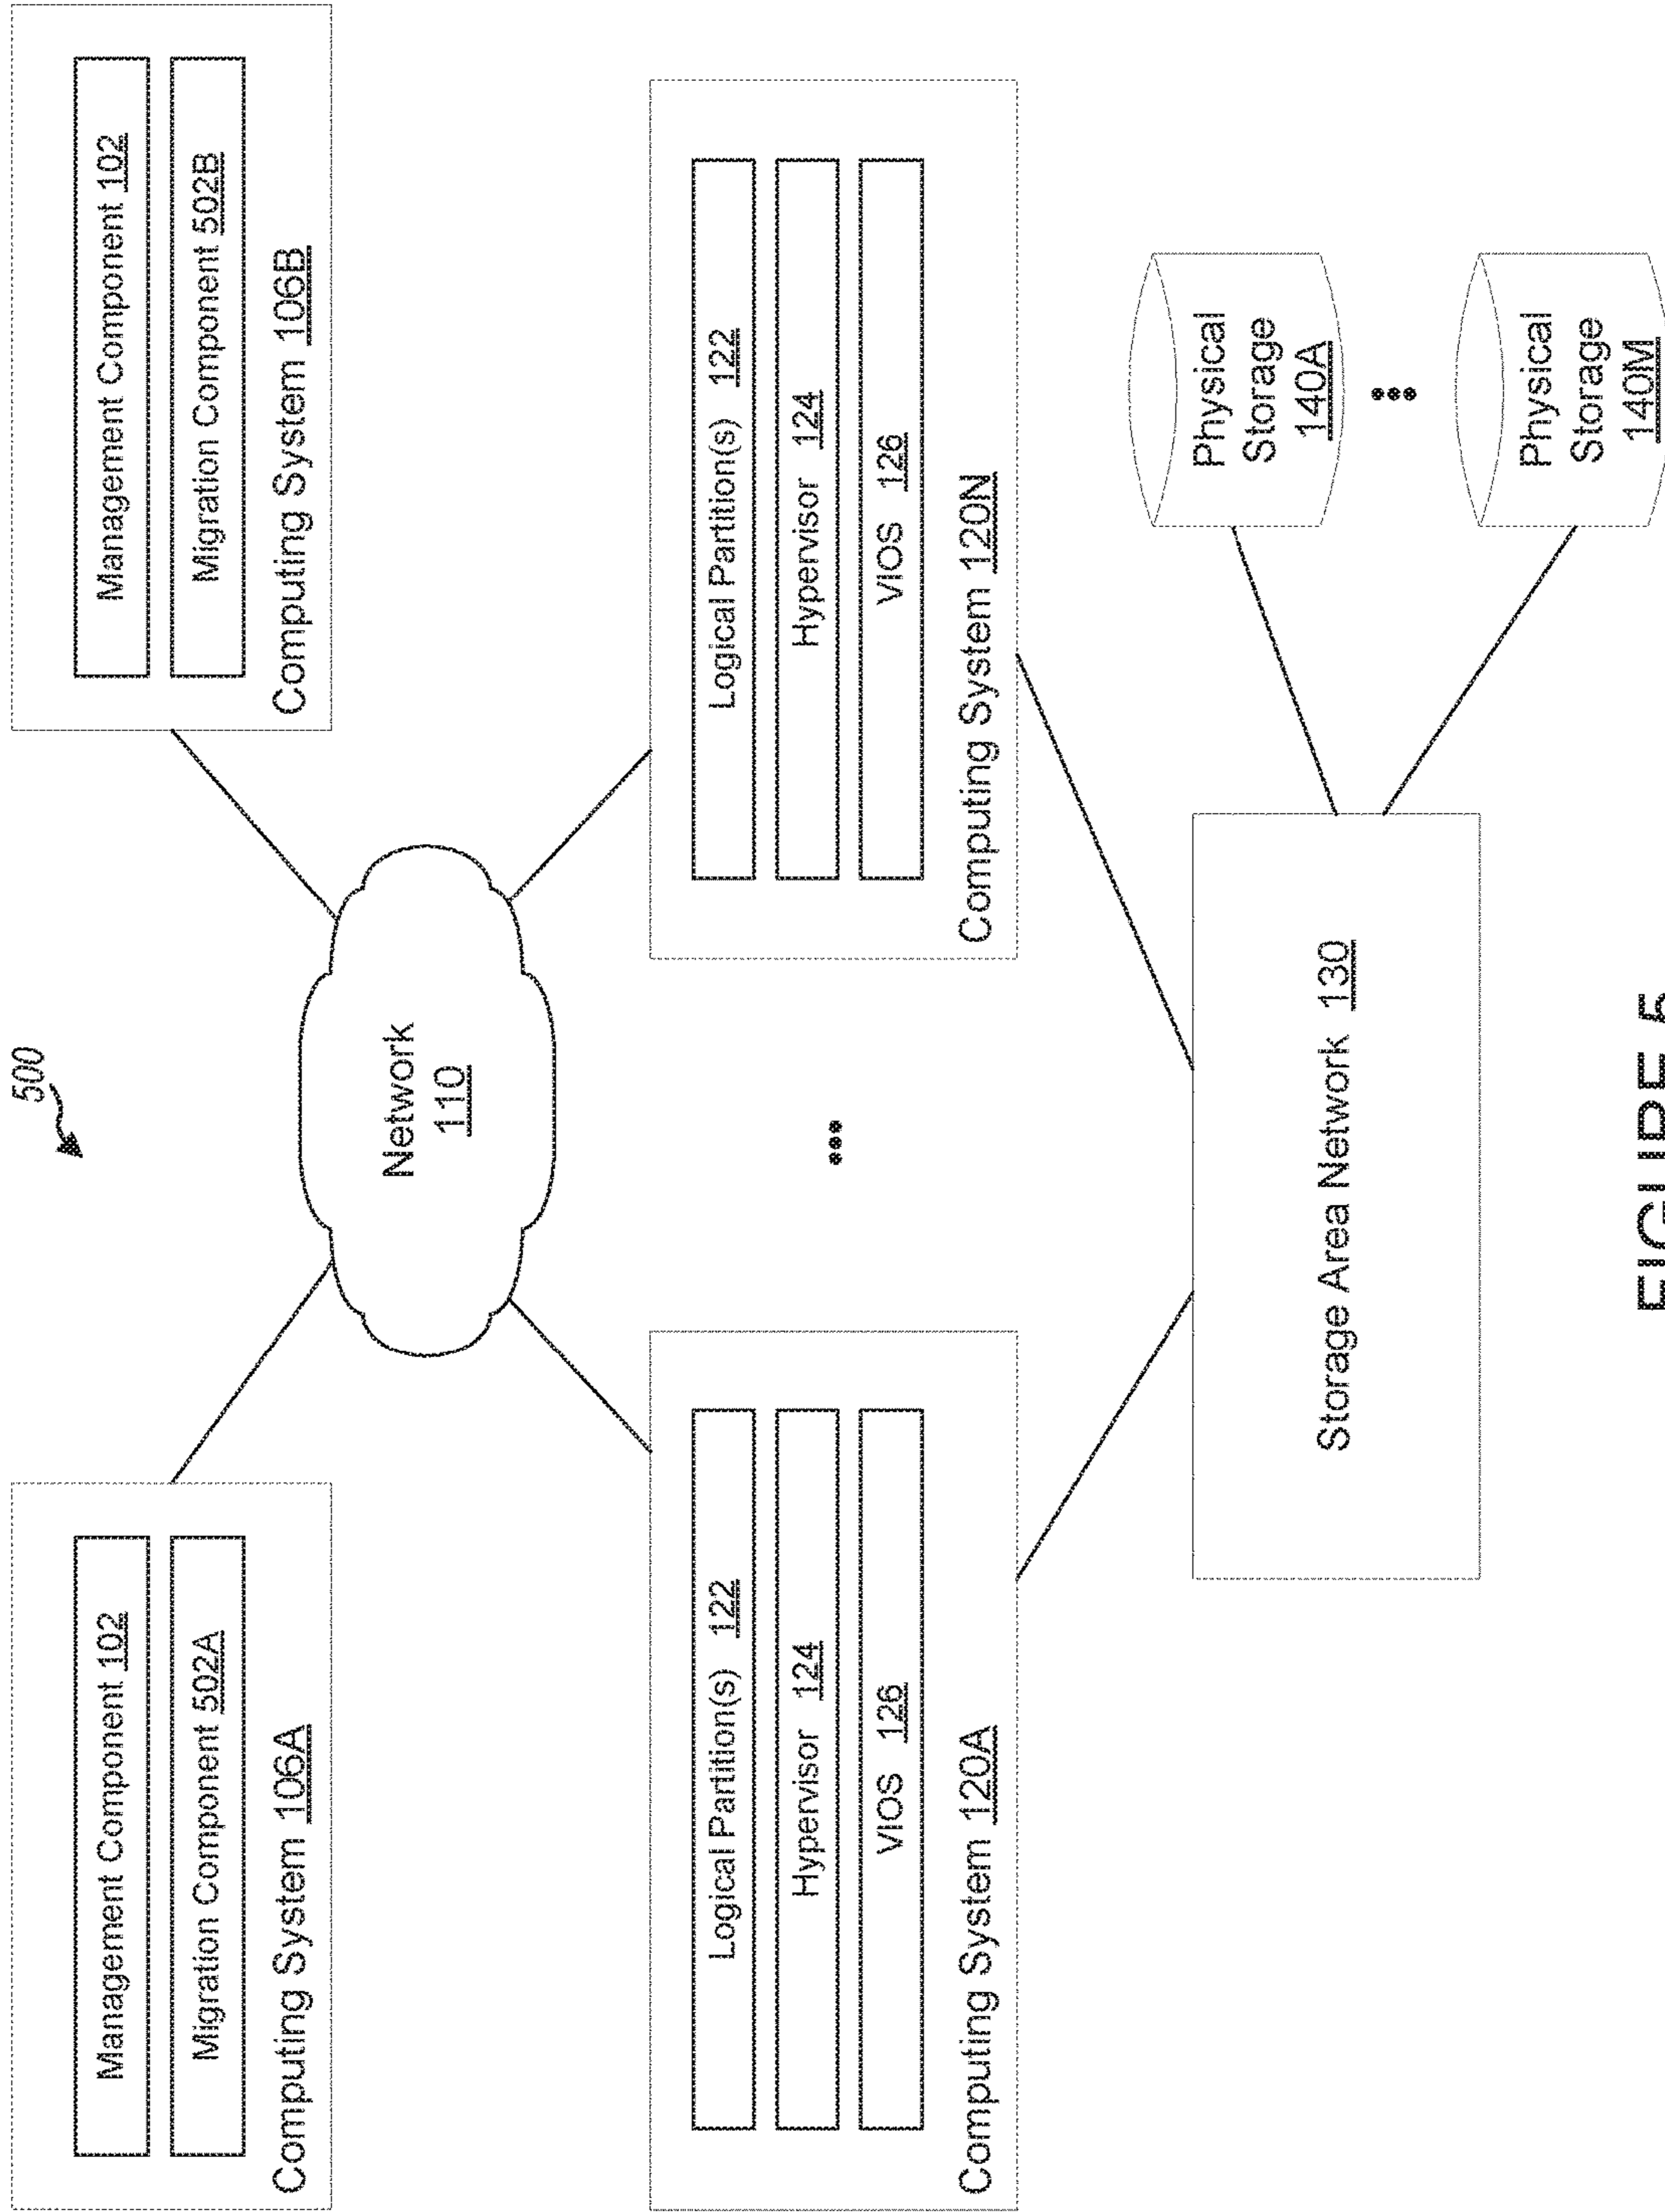 500
Management Component 102
Migration Component 502A
Computing System 106A
Management Component 102
Migration Component 502B
Computing System 106B
Network
110
Logical Partition(s) 122
Hypervisor 124
VIOS 126
Computing System 120A
...
Logical Partition(s) 122
Hypervisor 124
VIOS 126
Computing System 120N
Storage Area Network 130
Physical
Storage
140A
...
Physical
Storage
140M
FIGURE 5